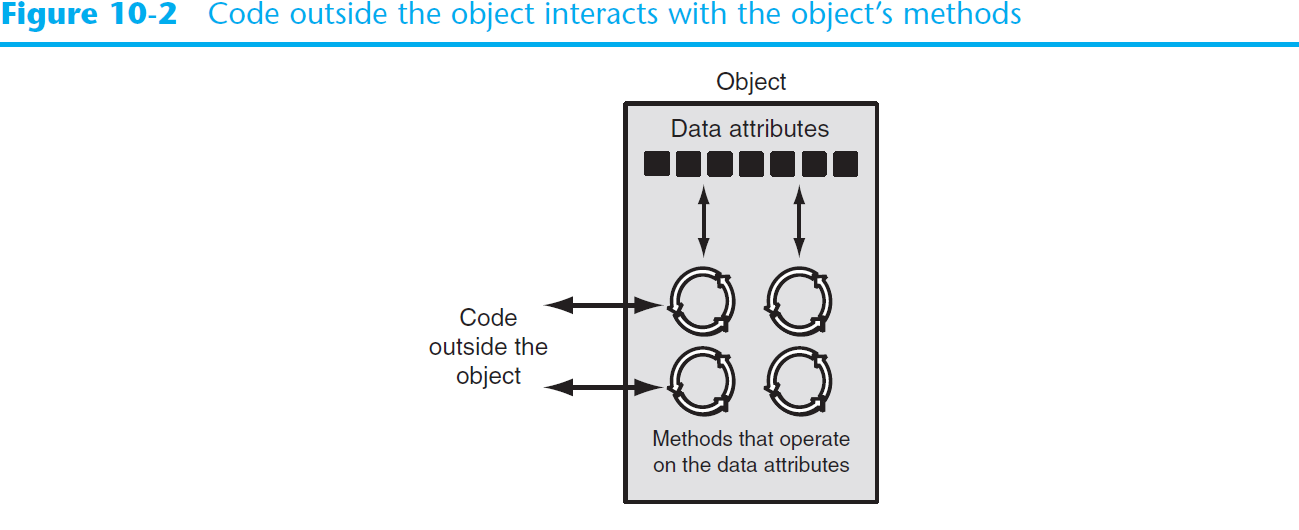 Figure 10-2 Code outside the object interacts with the object’s methods
Object
Data attributes
Code
outside the
object
Methods that operate
on the data attributes